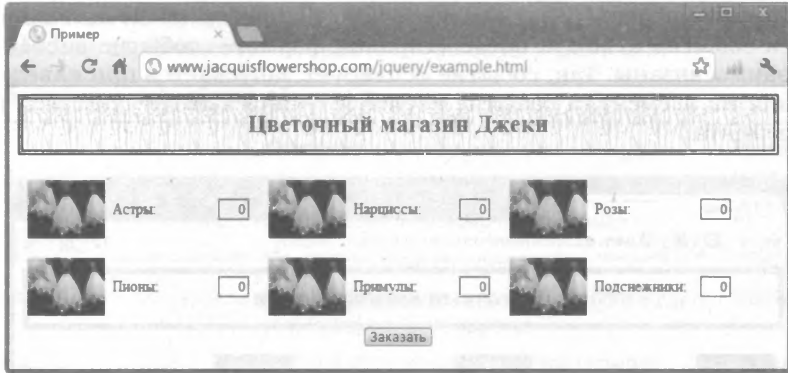 Пример
www.jacquisflowershop.com/jquery/example.html
Цветочный магазин Джеки
Астры: 0 Нарциссы: 0 Розы: 0
Пионы: 0 Примулы: 0 Подснежники: 0
Заказать